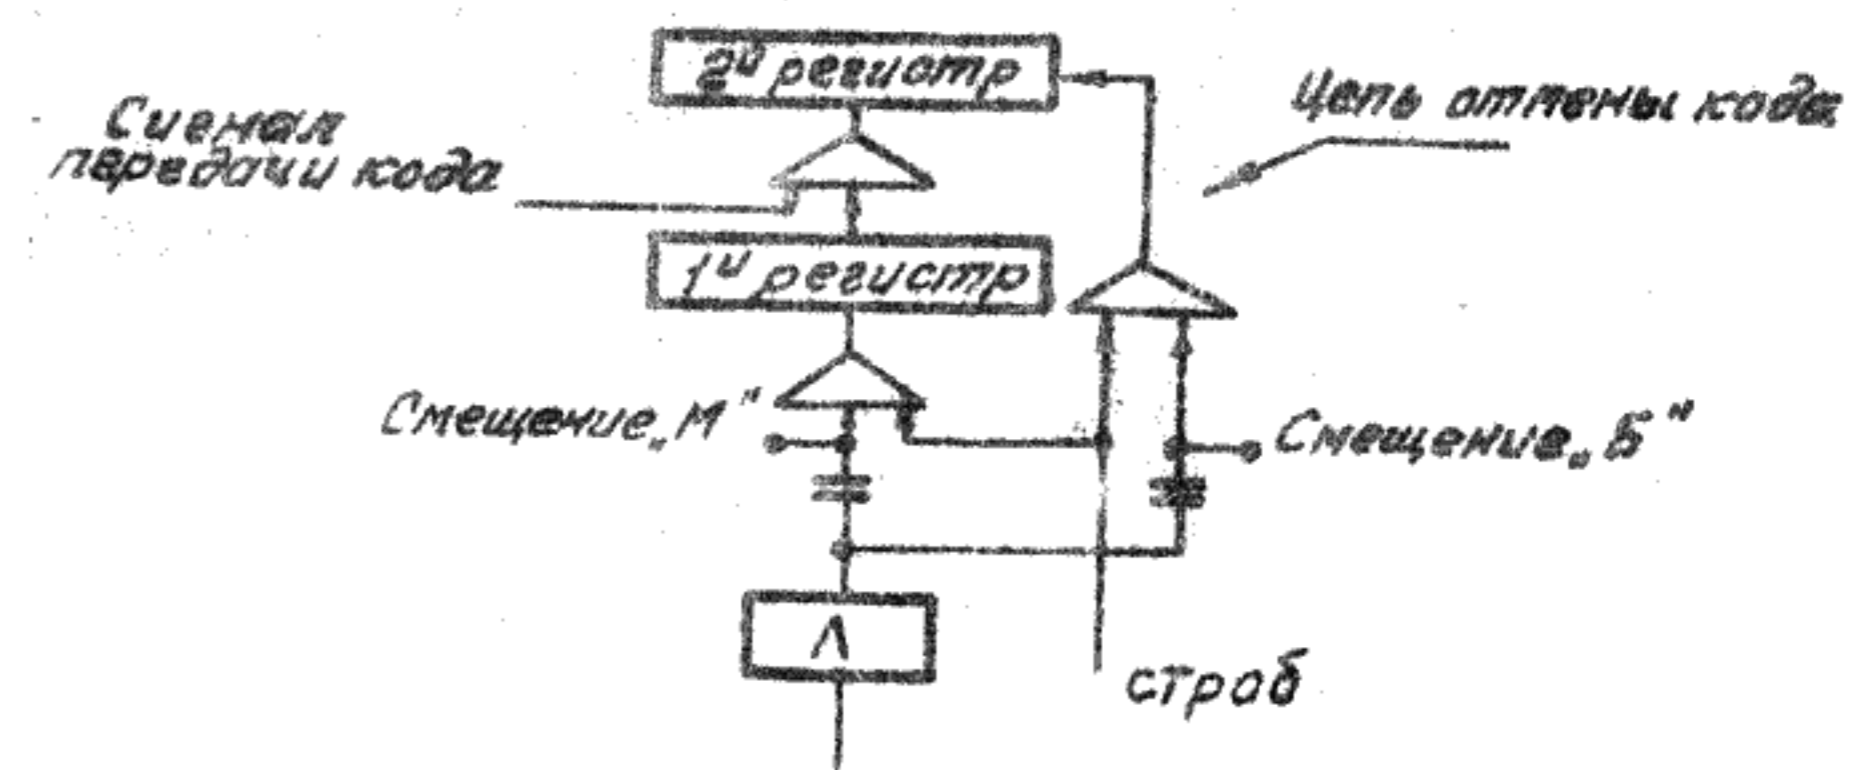 2й регистр
Цепь отмены кода
Сигнал
передачи кода
1й регистр
Смещение „М"
Смещение „Б"
Λ
строб